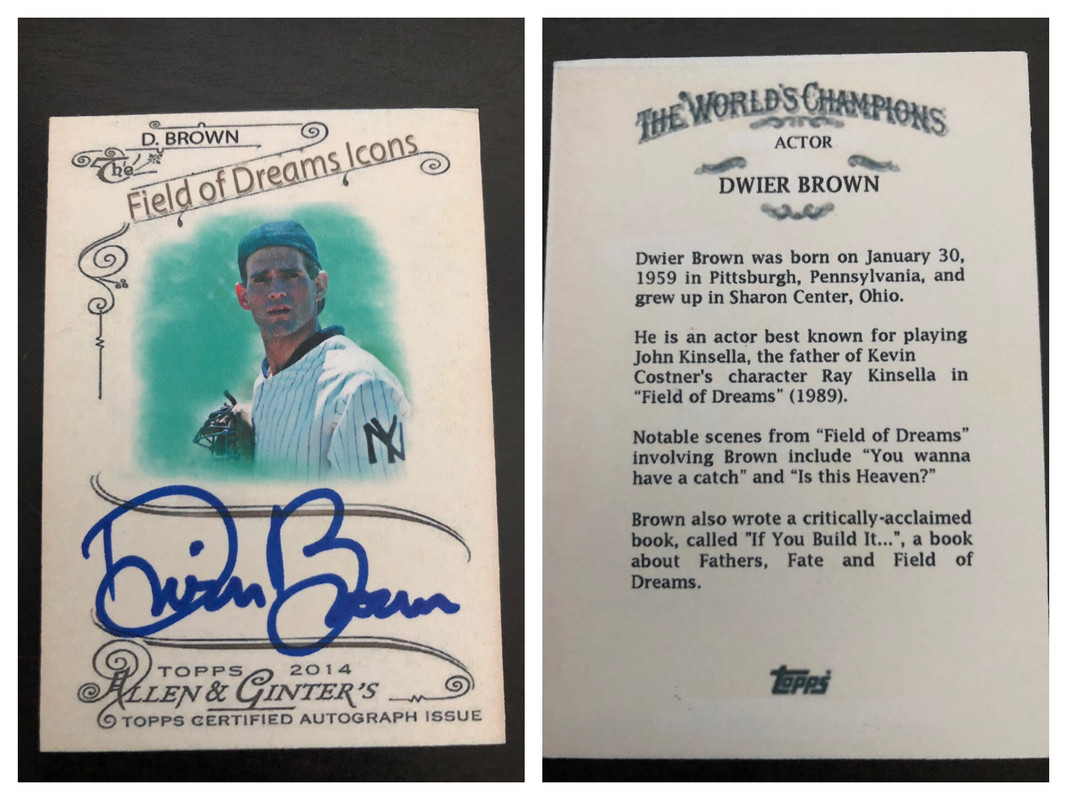 D. BROWN
The
Field of Dreams Icons
NY
Dwier Brown
TOPPS 2014
ALLEN & GINTER'S
TOPPS CERTIFIED AUTOGRAPH ISSUE
THE WORLD'S CHAMPIONS
ACTOR
DWIER BROWN
Dwier Brown was born on January 30,
1959 in Pittsburgh, Pennsylvania, and
grew up in Sharon Center, Ohio.
He is an actor best known for playing
John Kinsella, the father of Kevin
Costner's character Ray Kinsella in
“Field of Dreams” (1989).
Notable scenes from “Field of Dreams”
involving Brown include “You wanna
have a catch” and “Is this Heaven?”
Brown also wrote a critically-acclaimed
book, called "If You Build It...", a book
about Fathers, Fate and Field of
Dreams.
topps